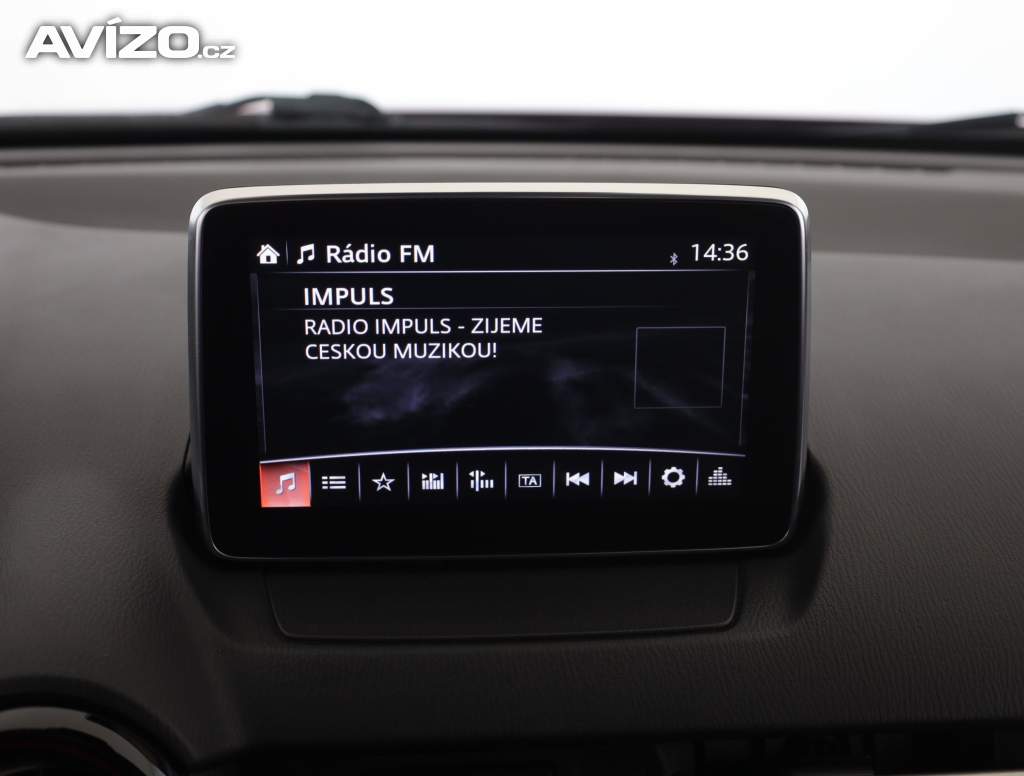 AVÍZO.cz
Rádio FM
14:36
IMPULS
RADIO IMPULS - ZIJEME
CESKOU MUZIKOU!
TA